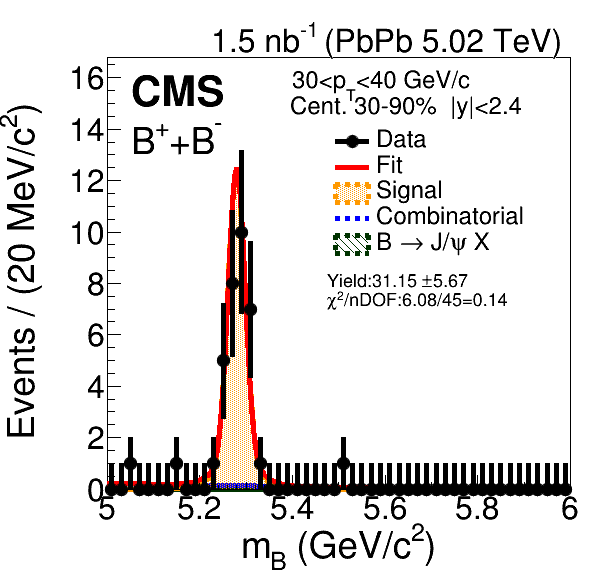 1.5 nb⁻¹ (PbPb 5.02 TeV)
CMS
B⁺+B⁻
30<p_T<40 GeV/c
Cent. 30-90% |y|<2.4
Data
Fit
Signal
Combinatorial
B → J/ψ X
Yield:31.15 ±5.67
χ²/nDOF:6.08/45=0.14
Events / (20 MeV/c²)
16
14
12
10
8
6
4
2
0
5 5.2 5.4 5.6 5.8 6
m_B (GeV/c²)